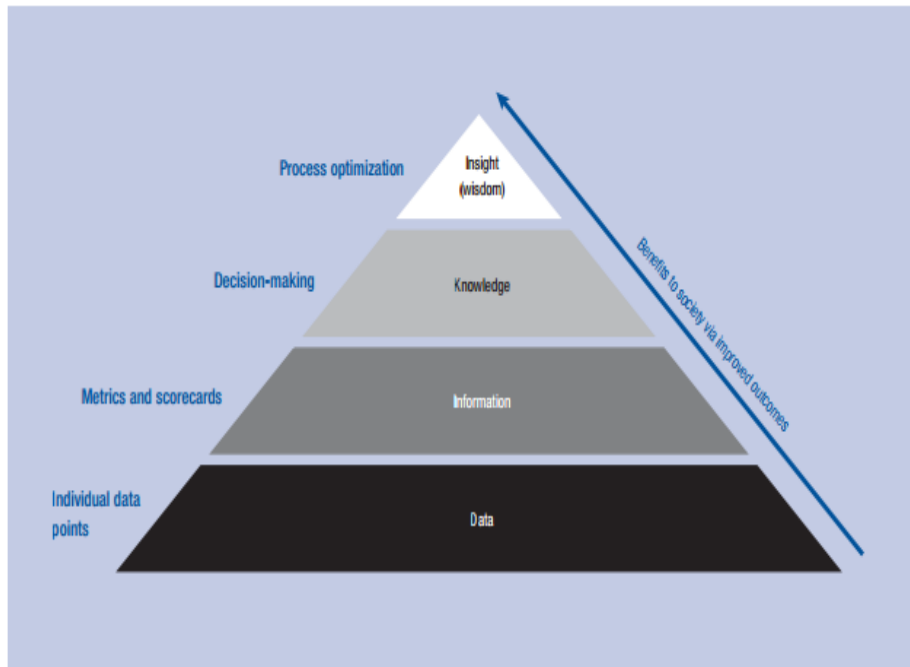 Process optimization
Insight
(wisdom)
Decision-making
Knowledge
Benefits to society via improved outcomes
Metrics and scorecards
Information
Individual data
points
Data